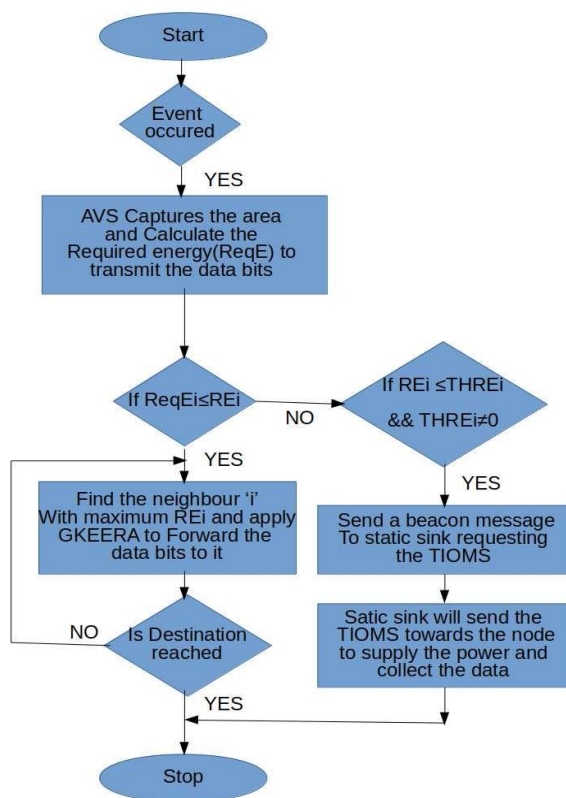 Start
Event
occured
YES
AVS Captures the area
and Calculate the
Required energy(ReqE) to
transmit the data bits
If ReqEi≤REi
NO
If REi ≤THREi
&& THREi≠0
YES
YES
Find the neighbour ‘i’
With maximum REi and apply
GKEERA to Forward the
data bits to it
Send a beacon message
To static sink requesting
the TIOMS
NO
Is Destination
reached
Satic sink will send the
TIOMS towards the node
to supply the power and
collect the data
YES
Stop